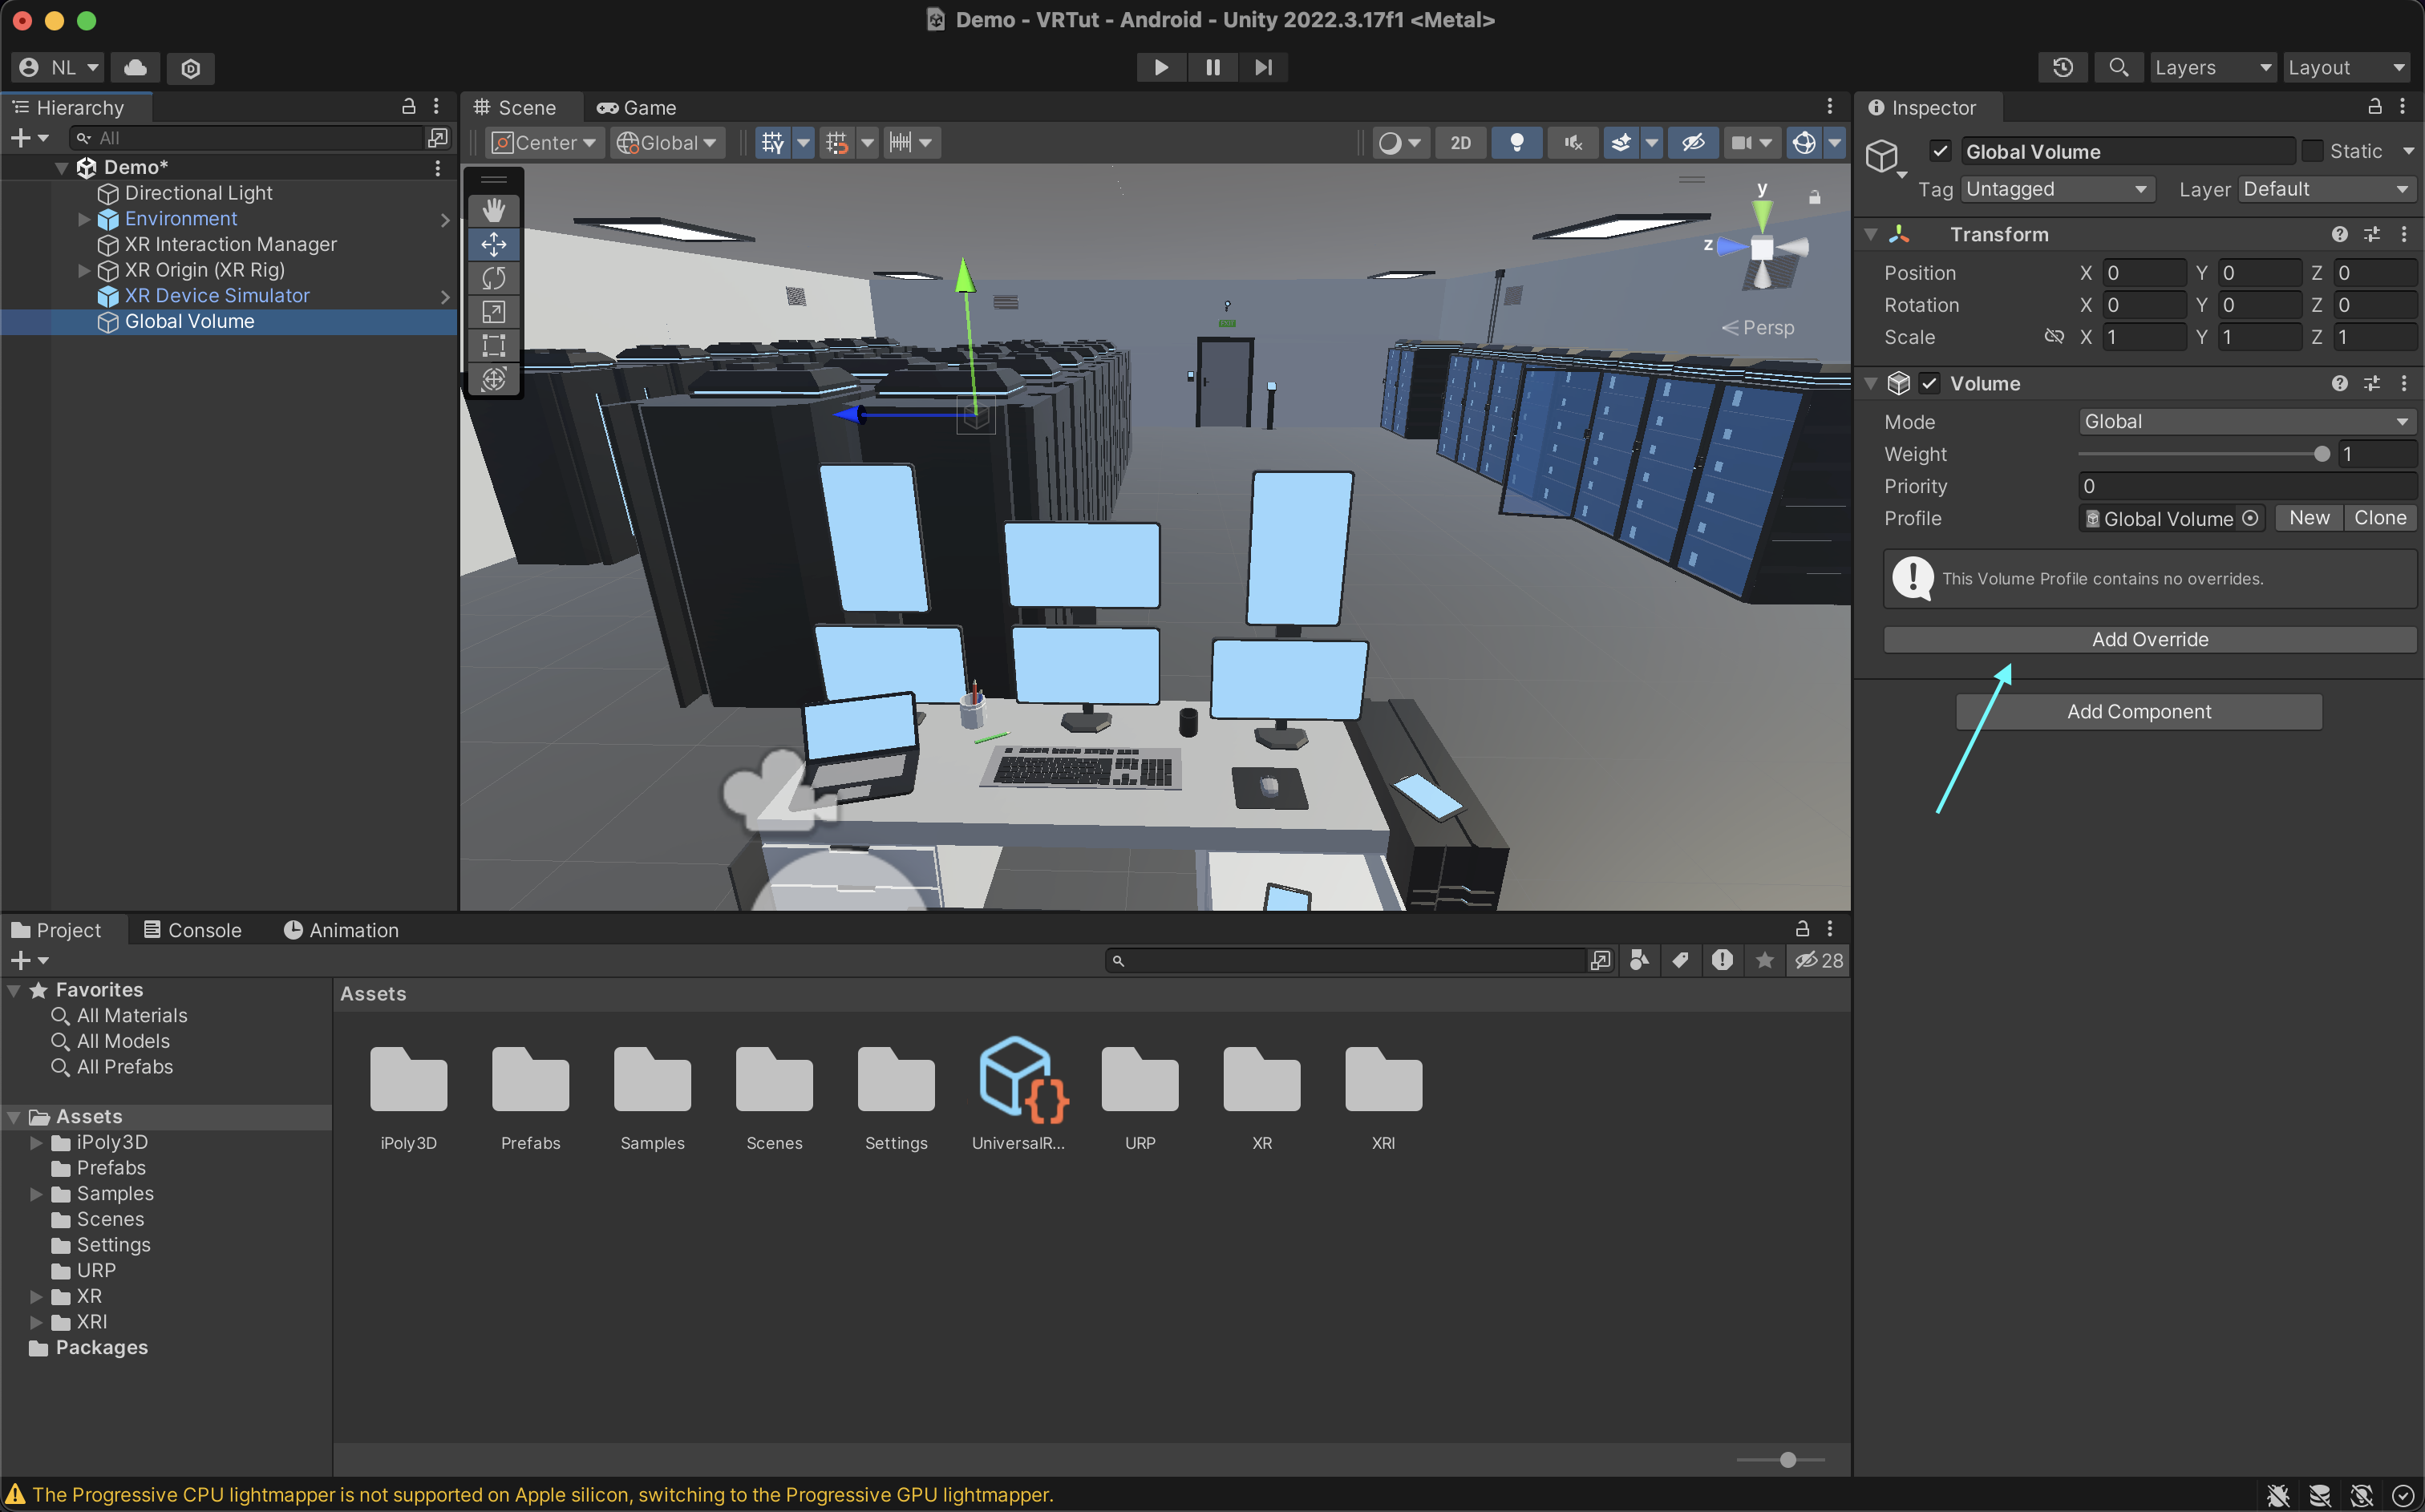 Demo - VRTut - Android - Unity 2022.3.17f1 <Metal>
NL
Layers
Layout
Hierarchy
All
Demo*
Directional Light
Environment
XR Interaction Manager
XR Origin (XR Rig)
XR Device Simulator
Global Volume
Scene
Game
Center
Global
2D
y
z
Persp
Inspector
Global Volume
Static
Tag
Untagged
Layer
Default
Transform
Position X 0 Y 0 Z 0
Rotation X 0 Y 0 Z 0
Scale X 1 Y 1 Z 1
Volume
Mode Global
Weight 1
Priority 0
Profile Global Volume New Clone
This Volume Profile contains no overrides.
Add Override
Add Component
Project
Console
Animation
28
Favorites
All Materials
All Models
All Prefabs
Assets
iPoly3D
Prefabs
Samples
Scenes
Settings
URP
XR
XRI
Packages
Assets
iPoly3D
Prefabs
Samples
Scenes
Settings
UniversalR...
URP
XR
XRI
The Progressive CPU lightmapper is not supported on Apple silicon, switching to the Progressive GPU lightmapper.